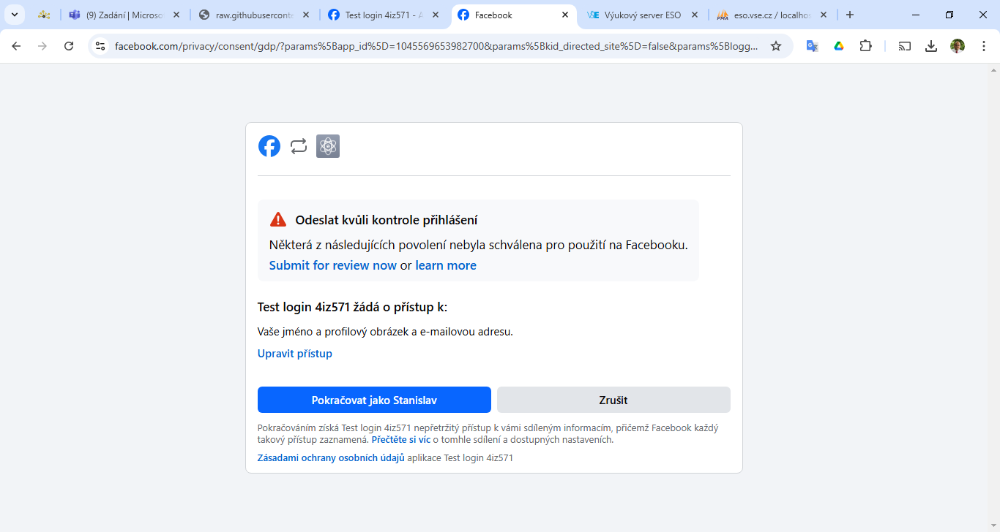 (9) Zadání | Microso
raw.githubuserconte
Test login 4iz571 - A
Facebook
Výukový server ESO
eso.vse.cz / localhos
facebook.com/privacy/consent/gdp/?params%5Bapp_id%5D=1045569653982700&params%5Bkid_directed_site%5D=false&params%5Blogg...
Odeslat kvůli kontrole přihlášení
Některá z následujících povolení nebyla schválena pro použití na Facebooku.
Submit for review now or learn more
Test login 4iz571 žádá o přístup k:
Vaše jméno a profilový obrázek a e-mailovou adresu.
Upravit přístup
Pokračovat jako Stanislav
Zrušit
Pokračováním získá Test login 4iz571 nepřetržitý přístup k vámi sdíleným informacím, přičemž Facebook každý
takový přístup zaznamená. Přečtěte si víc o tomhle sdílení a dostupných nastaveních.
Zásadami ochrany osobních údajů aplikace Test login 4iz571